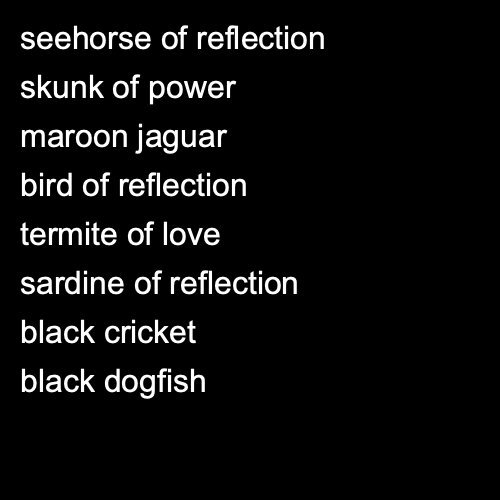 seehorse of reflection
skunk of power
maroon jaguar
bird of reflection
termite of love
sardine of reflection
black cricket
black dogfish